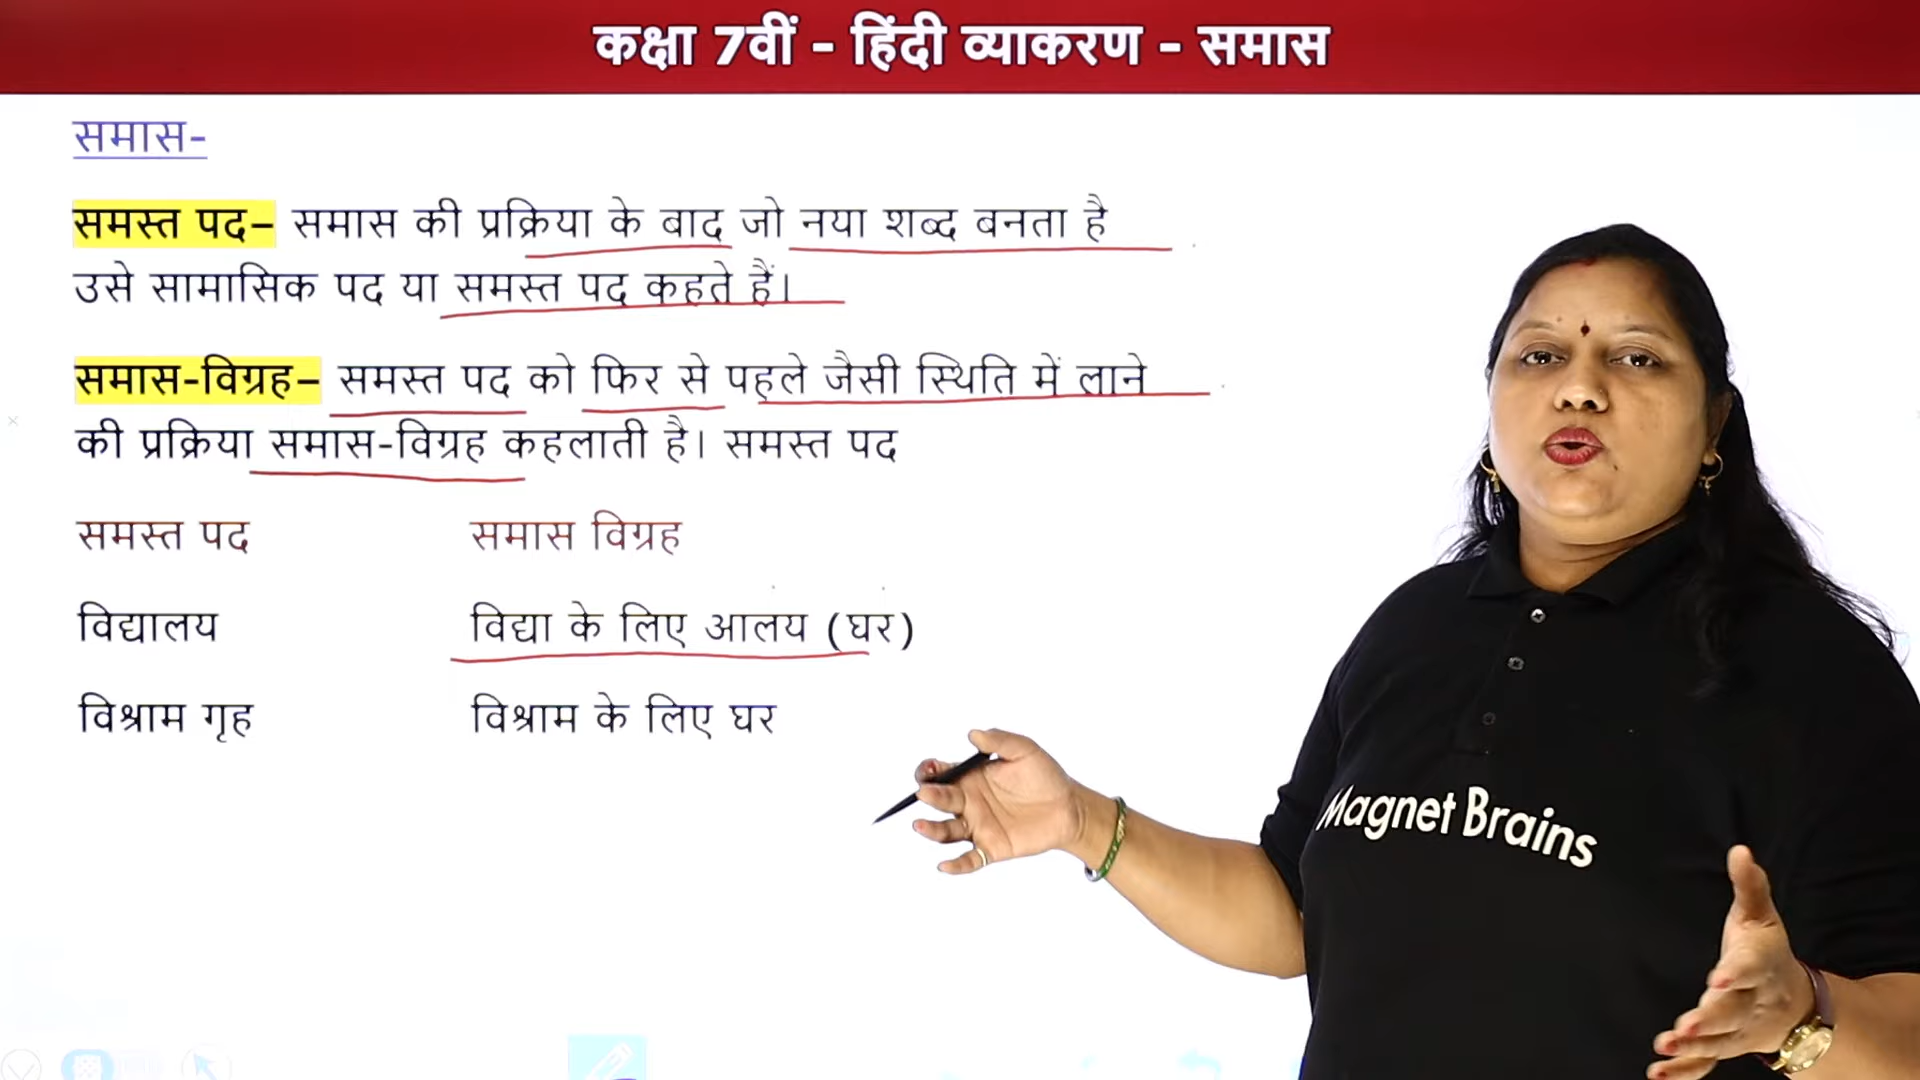 कक्षा 7वीं - हिंदी व्याकरण - समास
समास-
समस्त पद– समास की प्रक्रिया के बाद जो नया शब्द बनता है
उसे सामासिक पद या समस्त पद कहते हैं।
समास-विग्रह– समस्त पद को फिर से पहले जैसी स्थिति में लाने
की प्रक्रिया समास-विग्रह कहलाती है। समस्त पद
समस्त पद समास विग्रह
विद्यालय विद्या के लिए आलय (घर)
विश्राम गृह विश्राम के लिए घर
Magnet Brains